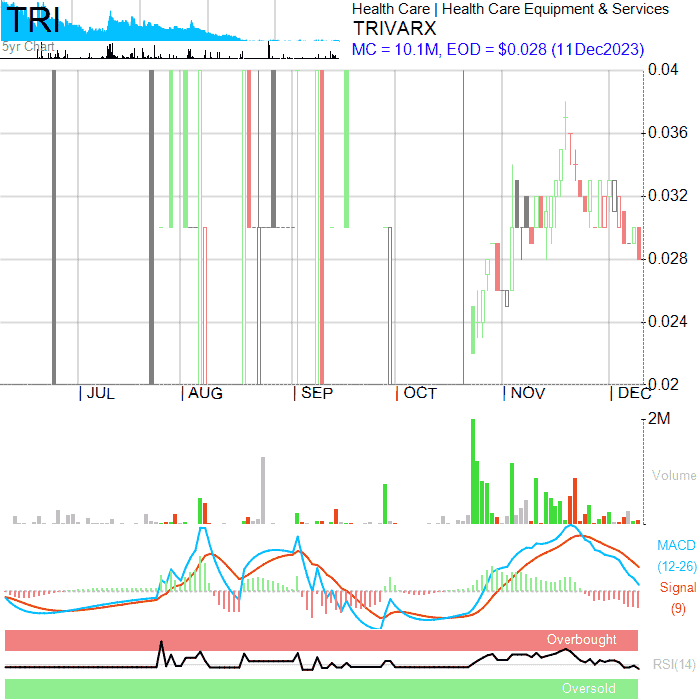 TRI
5yr Chart
Health Care | Health Care Equipment & Services
TRIVARX
MC = 10.1M, EOD = $0.028 (11Dec2023)
0.04
0.036
0.032
0.028
0.024
0.02
JUL AUG SEP OCT NOV DEC
2M
Volume
MACD
(12-26)
Signal
(9)
Overbought
RSI(14)
Oversold